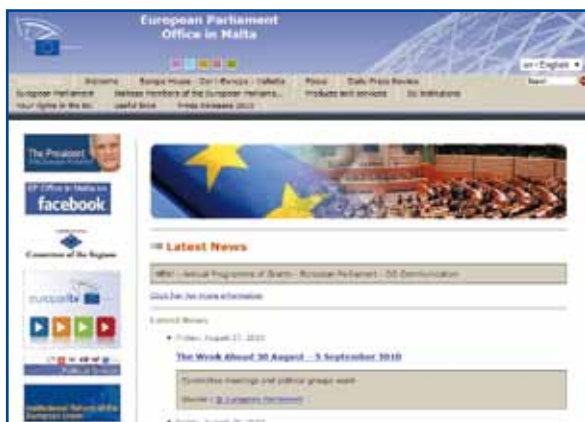 European Parliament
Office in Malta
en - English
Welcome Europe House - Dar l-Ewropa - Valletta Focus Daily Press Review
European Parliament Maltese Members of the European Parliame... Products and services EU Institutions
Your rights in the EU Useful links Press Releases 2010
The President
EP Office in Malta on
facebook
Committee of the Regions
europarltv
Latest News
NEW - Annual Programme of Grants - European Parliament - DG Communication
Click here for more information
Latest News
Friday, August 27, 2010
The Week Ahead 30 August - 5 September 2010
Committee meetings and political groups week
Source : © European Parliament
Political
European Union